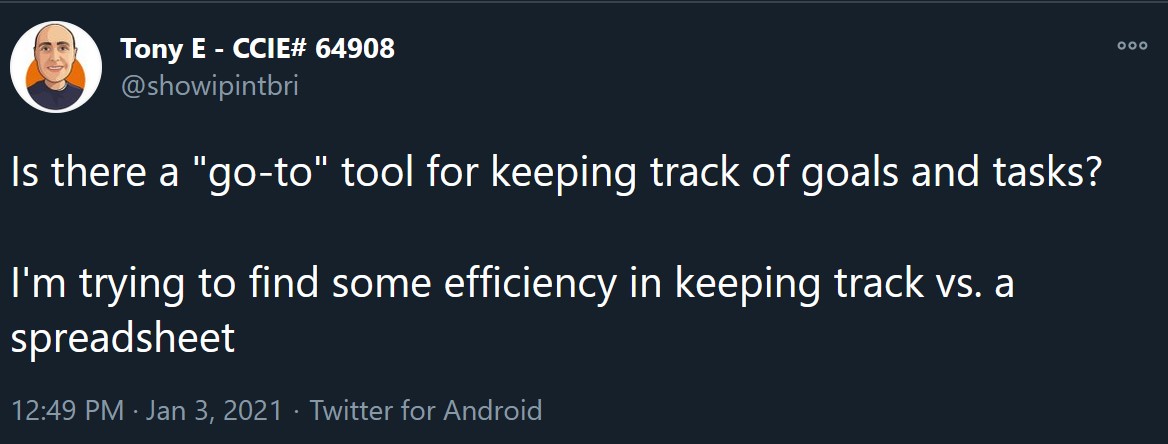 Tony E - CCIE# 64908
@showipintbri
Is there a "go-to" tool for keeping track of goals and tasks?
I'm trying to find some efficiency in keeping track vs. a
spreadsheet
12:49 PM · Jan 3, 2021 · Twitter for Android